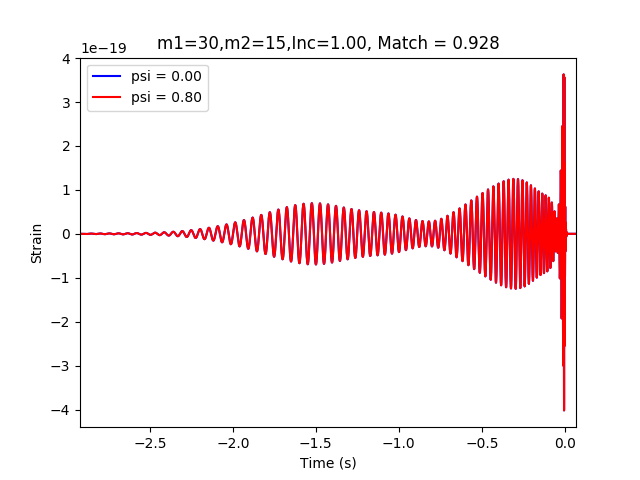 m1=30,m2=15,Inc=1.00, Match = 0.928
1e−19
psi = 0.00
psi = 0.80
4
3
2
1
0
−1
−2
−3
−4
Strain
−2.5
−2.0
−1.5
−1.0
−0.5
0.0
Time (s)